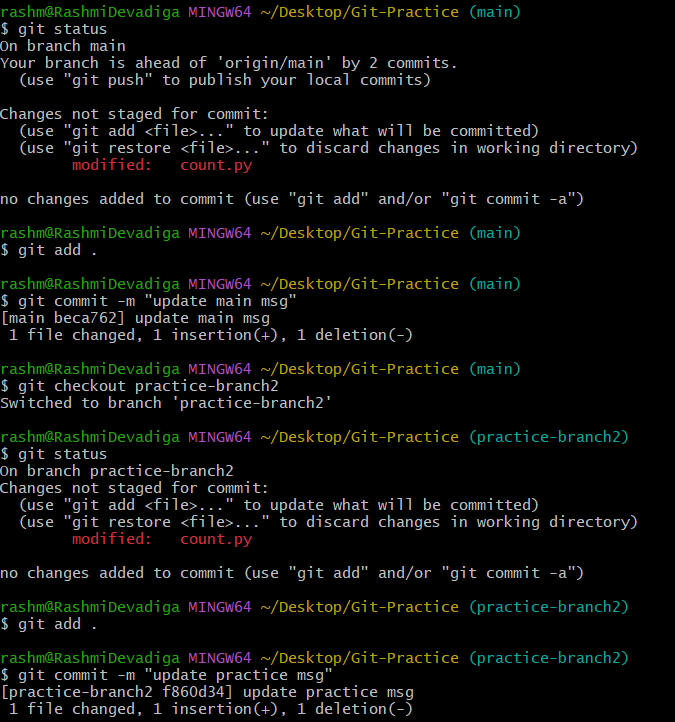 rashm@RashmiDevadiga MINGW64 ~/Desktop/Git-Practice (main)
$ git status
On branch main
Your branch is ahead of 'origin/main' by 2 commits.
  (use "git push" to publish your local commits)

Changes not staged for commit:
  (use "git add <file>..." to update what will be committed)
  (use "git restore <file>..." to discard changes in working directory)
        modified:   count.py

no changes added to commit (use "git add" and/or "git commit -a")

rashm@RashmiDevadiga MINGW64 ~/Desktop/Git-Practice (main)
$ git add .

rashm@RashmiDevadiga MINGW64 ~/Desktop/Git-Practice (main)
$ git commit -m "update main msg"
[main beca762] update main msg
 1 file changed, 1 insertion(+), 1 deletion(-)

rashm@RashmiDevadiga MINGW64 ~/Desktop/Git-Practice (main)
$ git checkout practice-branch2
Switched to branch 'practice-branch2'

rashm@RashmiDevadiga MINGW64 ~/Desktop/Git-Practice (practice-branch2)
$ git status
On branch practice-branch2
Changes not staged for commit:
  (use "git add <file>..." to update what will be committed)
  (use "git restore <file>..." to discard changes in working directory)
        modified:   count.py

no changes added to commit (use "git add" and/or "git commit -a")

rashm@RashmiDevadiga MINGW64 ~/Desktop/Git-Practice (practice-branch2)
$ git add .

rashm@RashmiDevadiga MINGW64 ~/Desktop/Git-Practice (practice-branch2)
$ git commit -m "update practice msg"
[practice-branch2 f860d34] update practice msg
 1 file changed, 1 insertion(+), 1 deletion(-)